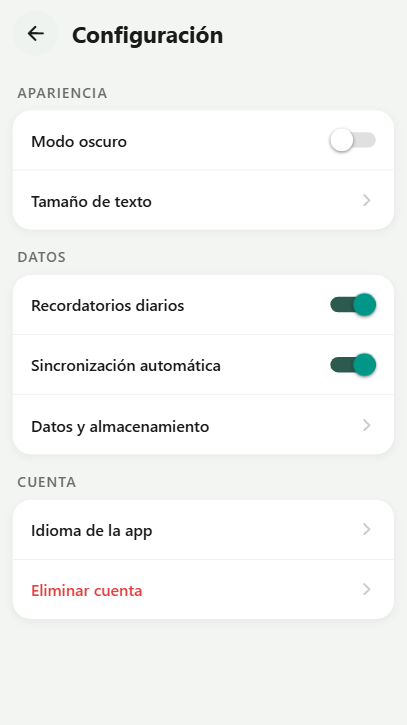 Configuración
APARIENCIA
Modo oscuro
Tamaño de texto
DATOS
Recordatorios diarios
Sincronización automática
Datos y almacenamiento
CUENTA
Idioma de la app
Eliminar cuenta